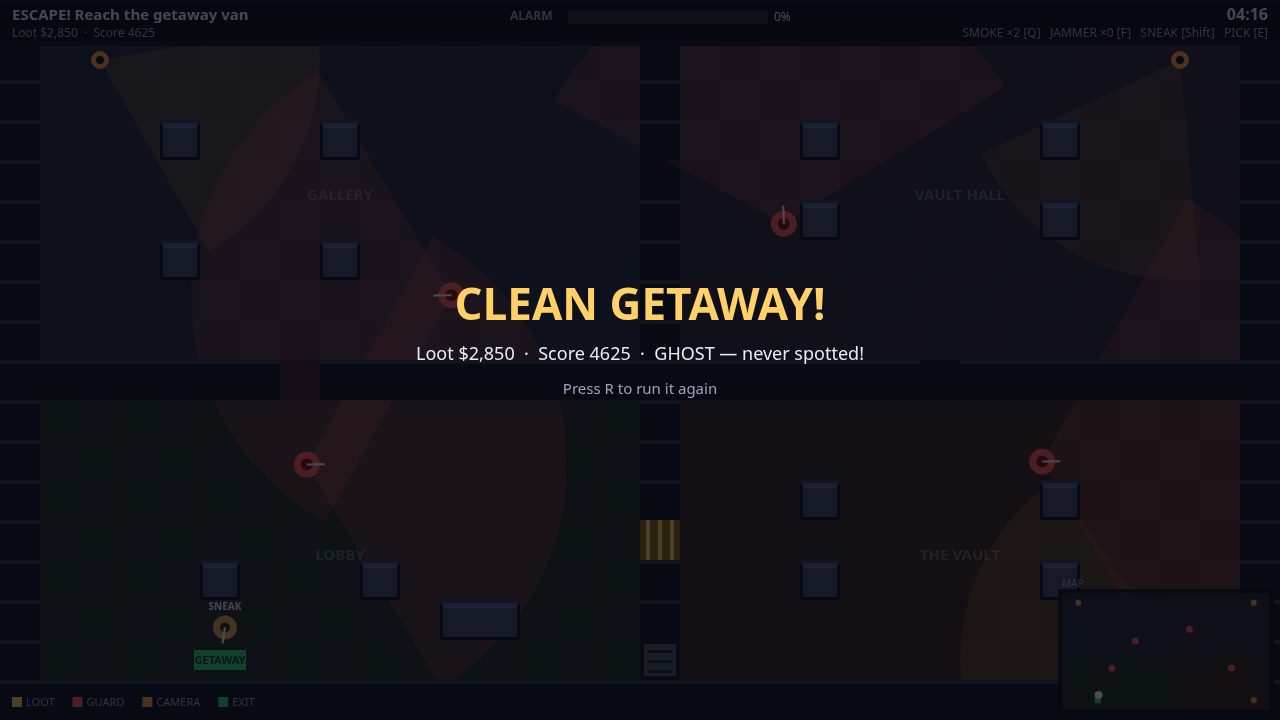 ESCAPE! Reach the getaway van
Loot $2,850 · Score 4625
ALARM 0%
04:16
SMOKE ×2 [Q] JAMMER ×0 [F] SNEAK [Shift] PICK [E]
GALLERY
VAULT HALL
CLEAN GETAWAY!
Loot $2,850 · Score 4625 · GHOST — never spotted!
Press R to run it again
LOBBY
THE VAULT
SNEAK
GETAWAY
MAP
LOOT GUARD CAMERA EXIT